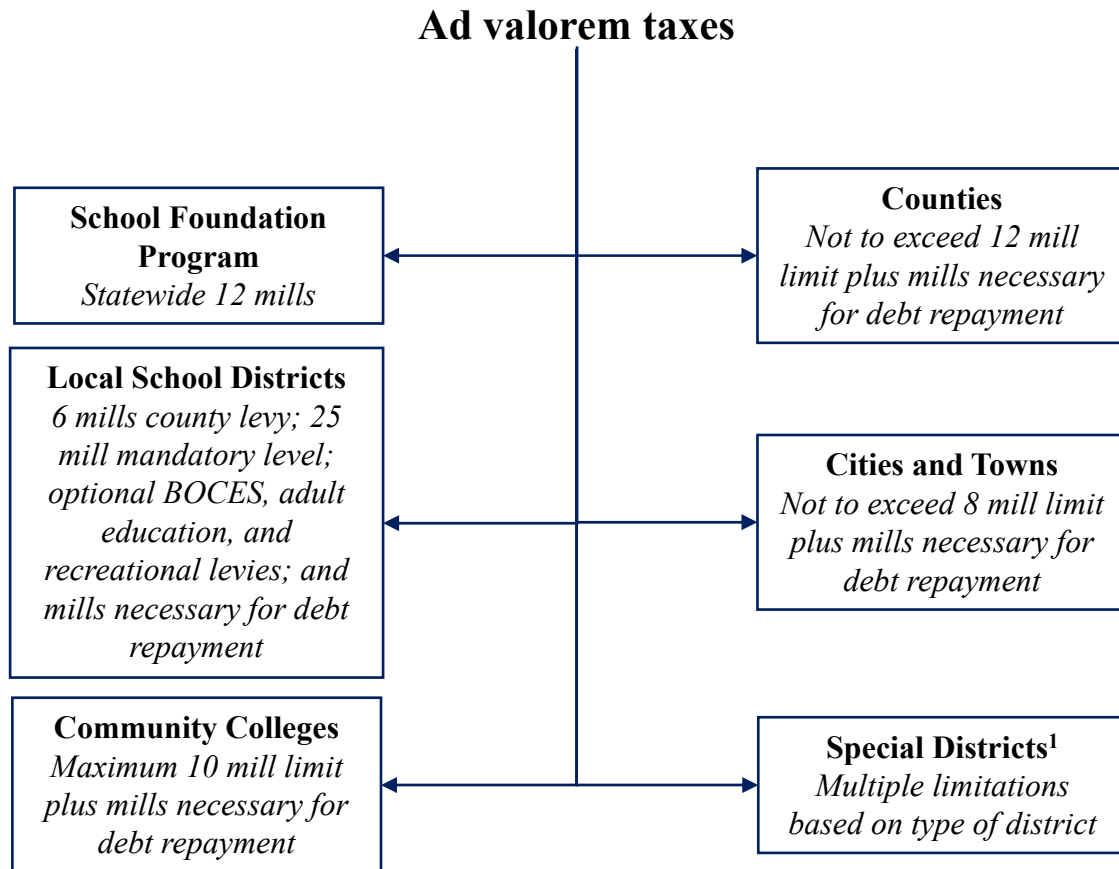 Ad valorem taxes
School Foundation
Program
Statewide 12 mills
Local School Districts
6 mills county levy; 25
mill mandatory level;
optional BOCES, adult
education, and
recreational levies; and
mills necessary for debt
repayment
Community Colleges
Maximum 10 mill limit
plus mills necessary for
debt repayment
Counties
Not to exceed 12 mill
limit plus mills necessary
for debt repayment
Cities and Towns
Not to exceed 8 mill limit
plus mills necessary for
debt repayment
Special Districts¹
Multiple limitations
based on type of district